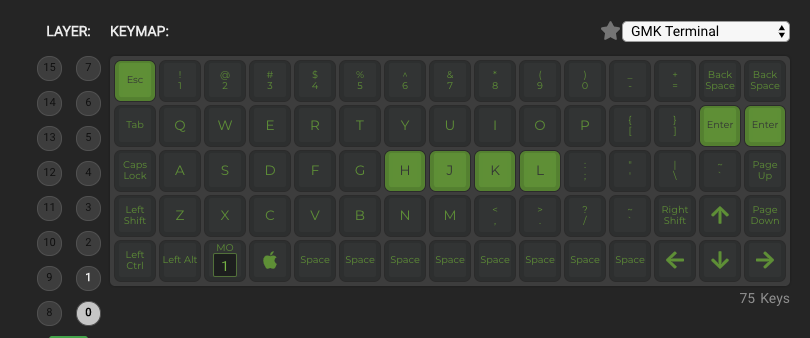 LAYER: KEYMAP: GMK Terminal
15 7 Esc ! @ # $ % ^ & * ( ) _ + Back Space Back Space
1 2 3 4 5 6 7 8 9 0 - =
14 6 Tab Q W E R T Y U I O P { [ } ] Enter Enter
13 5
12 4 Caps Lock A S D F G H J K L : ; " ' | \ ~ ` Page Up
11 3 Left Shift Z X C V B N M < , > . ? / ~ ` Right Shift Page Down
10 2
9 1 Left Ctrl Left Alt MO 1 Space Space Space Space Space Space Space Space
8 0
75 Keys